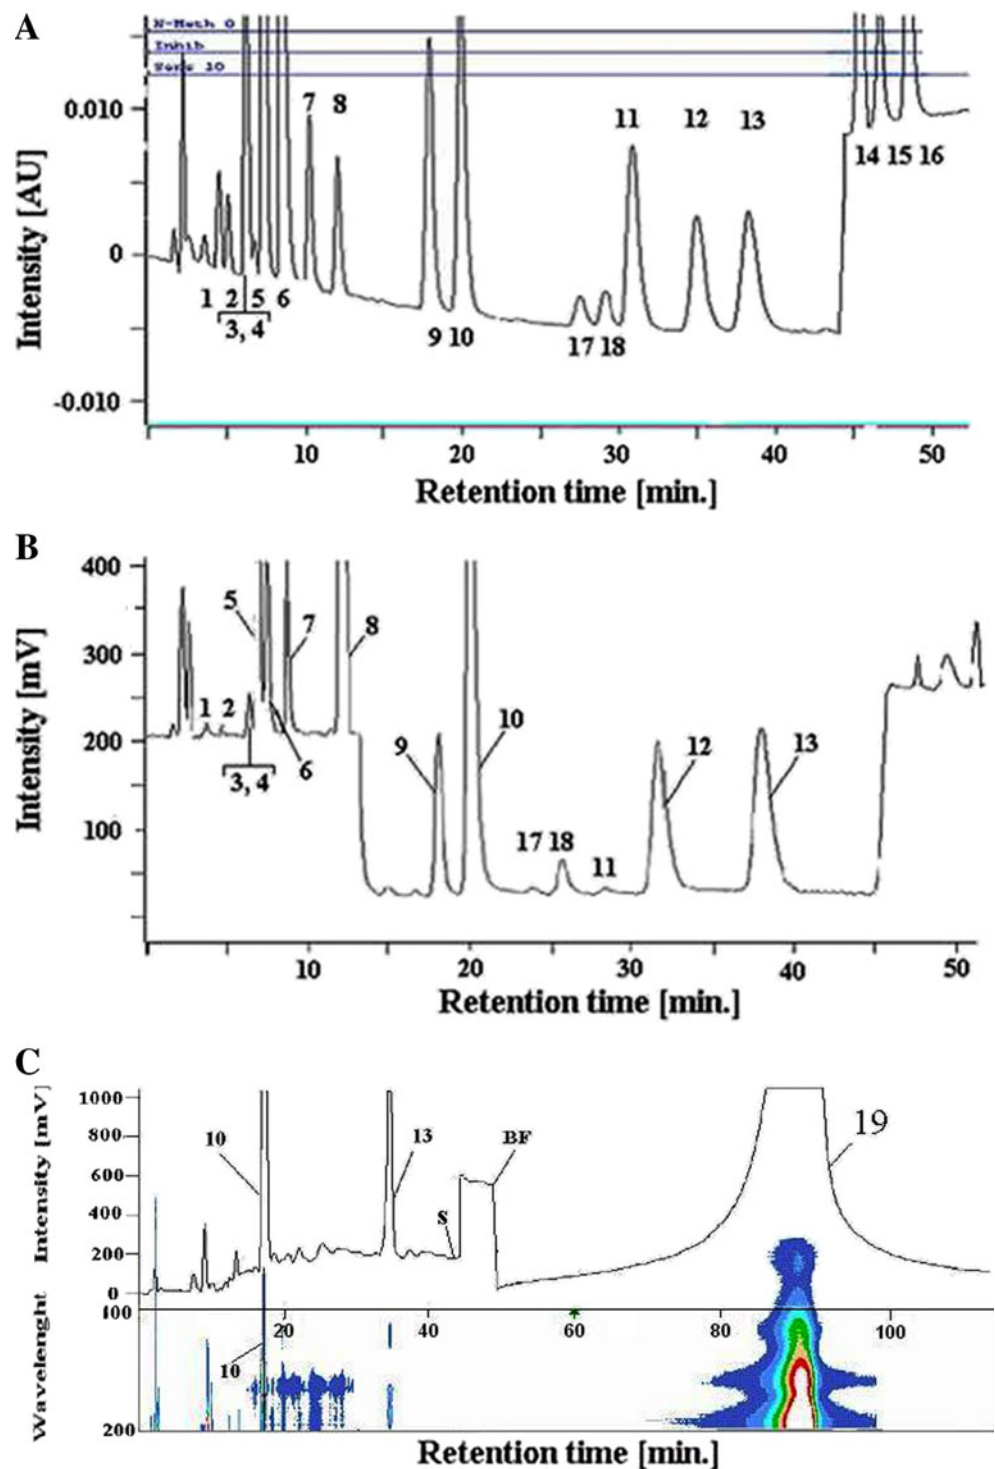 A
N-Meth 0
Inhib
0.010
0
-0.010
Intensity [AU]
1 2 5 6
3, 4
7 8
9 10
17 18
11 12 13
14 15 16
10 20 30 40 50
Retention time [min.]
B
400
300
200
100
Intensity [mV]
1 2
3, 4
5
6
7
8
9
10
17 18
11
12
13
10 20 30 40 50
Retention time [min.]
C
1000
800
600
400
200
0
Intensity [mV]
10
13
S
BF
19
100
200
Wavelenght
10
20 40 60 80 100
Retention time [min.]